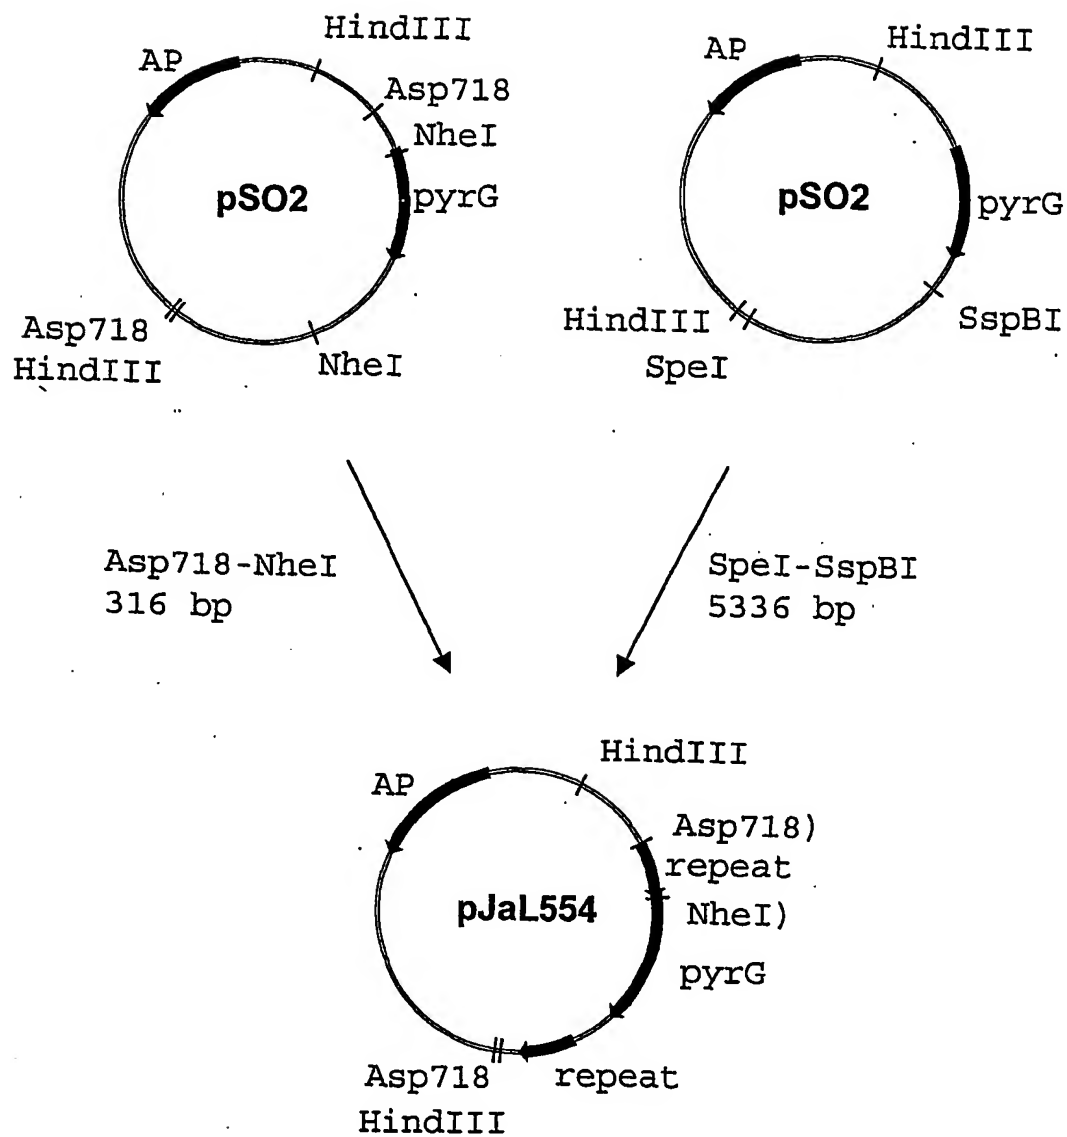 HindIII
AP
Asp718
NheI
pSO2
pyrG
Asp718
HindIII
NheI
HindIII
AP
pSO2
pyrG
HindIII
SpeI
SspBI
Asp718-NheI
316 bp
SpeI-SspBI
5336 bp
HindIII
AP
Asp718)
repeat
pJaL554
NheI)
pyrG
Asp718
HindIII
repeat